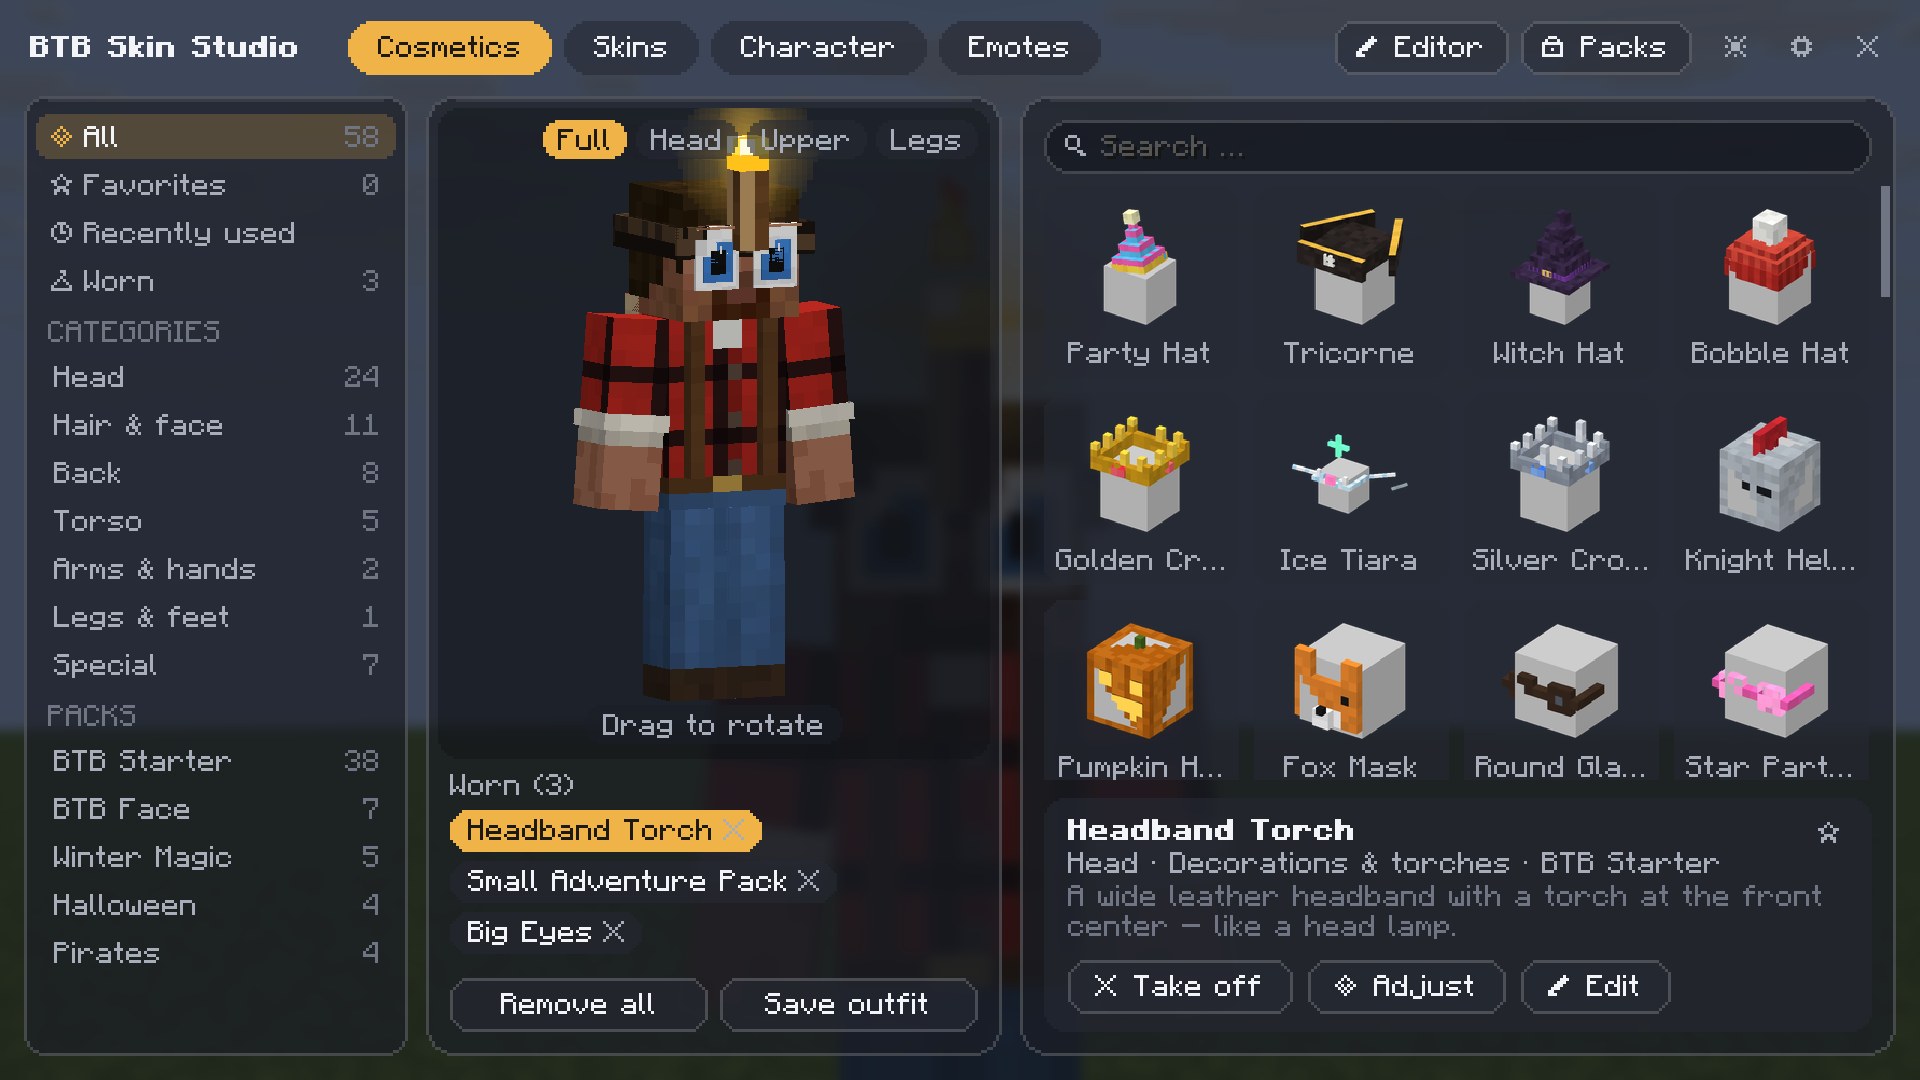 BTB Skin Studio
Cosmetics
Skins
Character
Emotes
Editor
Packs
All 58
Favorites 0
Recently used
Worn 3
CATEGORIES
Head 24
Hair & face 11
Back 8
Torso 5
Arms & hands 2
Legs & feet 1
Special 7
PACKS
BTB Starter 38
BTB Face 7
Winter Magic 5
Halloween 4
Pirates 4
Full
Head
Upper
Legs
Drag to rotate
Worn (3)
Headband Torch
Small Adventure Pack
Big Eyes
Remove all
Save outfit
Search ...
Party Hat
Tricorne
Witch Hat
Bobble Hat
Golden Cr...
Ice Tiara
Silver Cro...
Knight Hel...
Pumpkin H...
Fox Mask
Round Gla...
Star Part...
Headband Torch
Head · Decorations & torches · BTB Starter
A wide leather headband with a torch at the front
center – like a head lamp.
Take off
Adjust
Edit